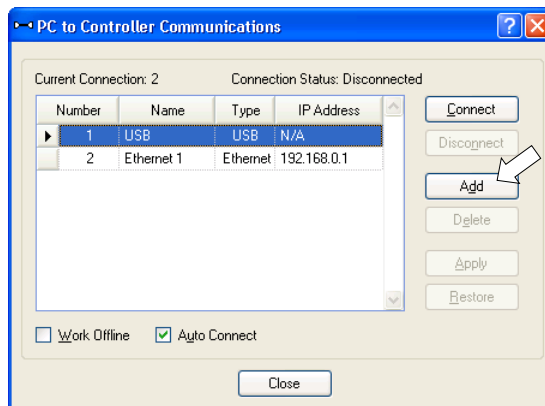 PC to Controller Communications
Current Connection: 2 Connection Status: Disconnected
Number Name Type IP Address
1 USB USB N/A
2 Ethernet 1 Ethernet 192.168.0.1
Connect
Disconnect
Add
Delete
Apply
Restore
Work Offline Auto Connect
Close